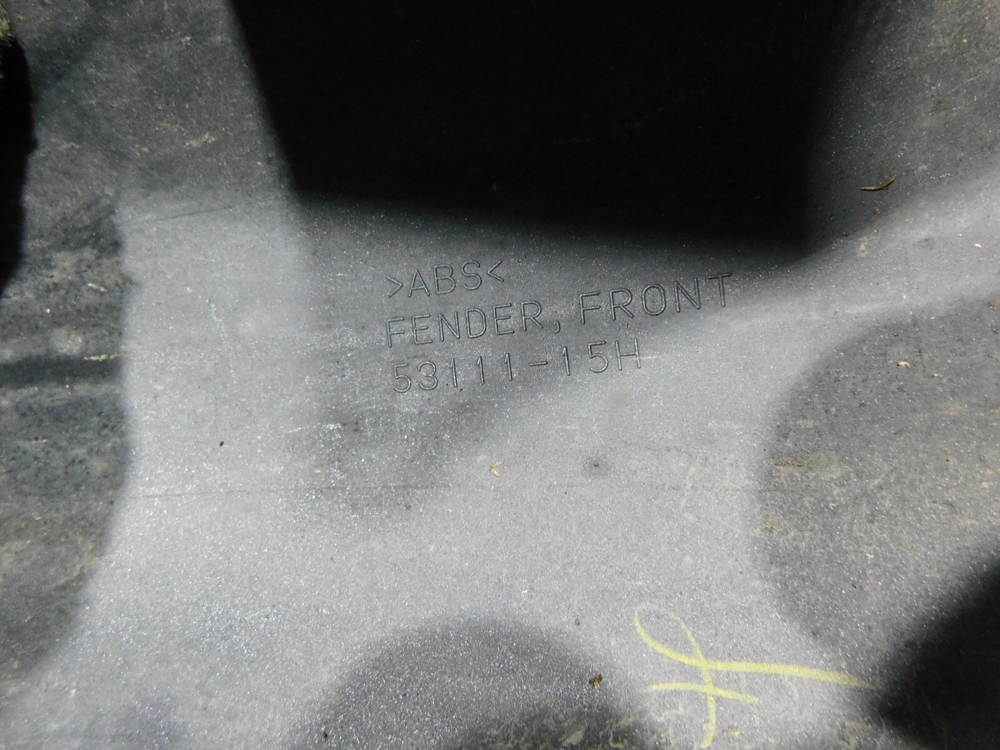 >ABS<
FENDER, FRONT
53111-15H